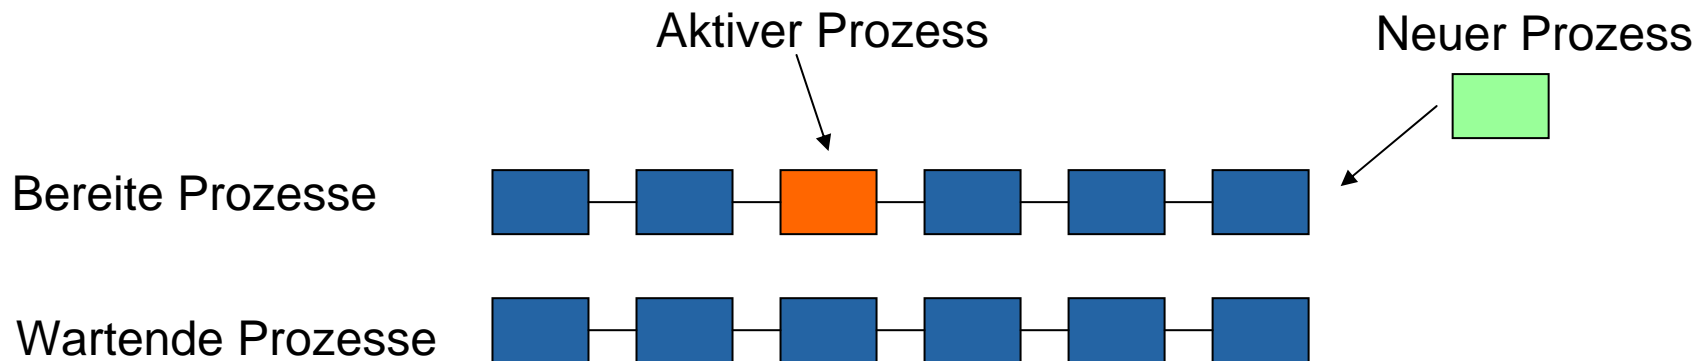 Aktiver Prozess
Neuer Prozess
Bereite Prozesse
Wartende Prozesse